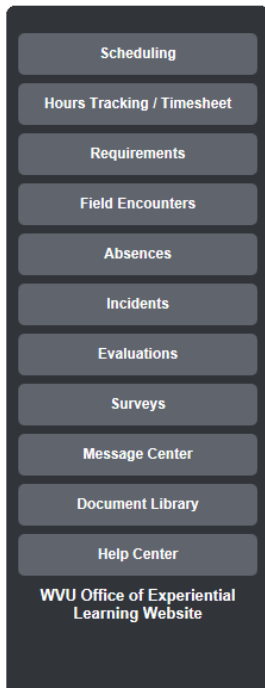 Scheduling
Hours Tracking / Timesheet
Requirements
Field Encounters
Absences
Incidents
Evaluations
Surveys
Message Center
Document Library
Help Center
WVU Office of Experiential
Learning Website